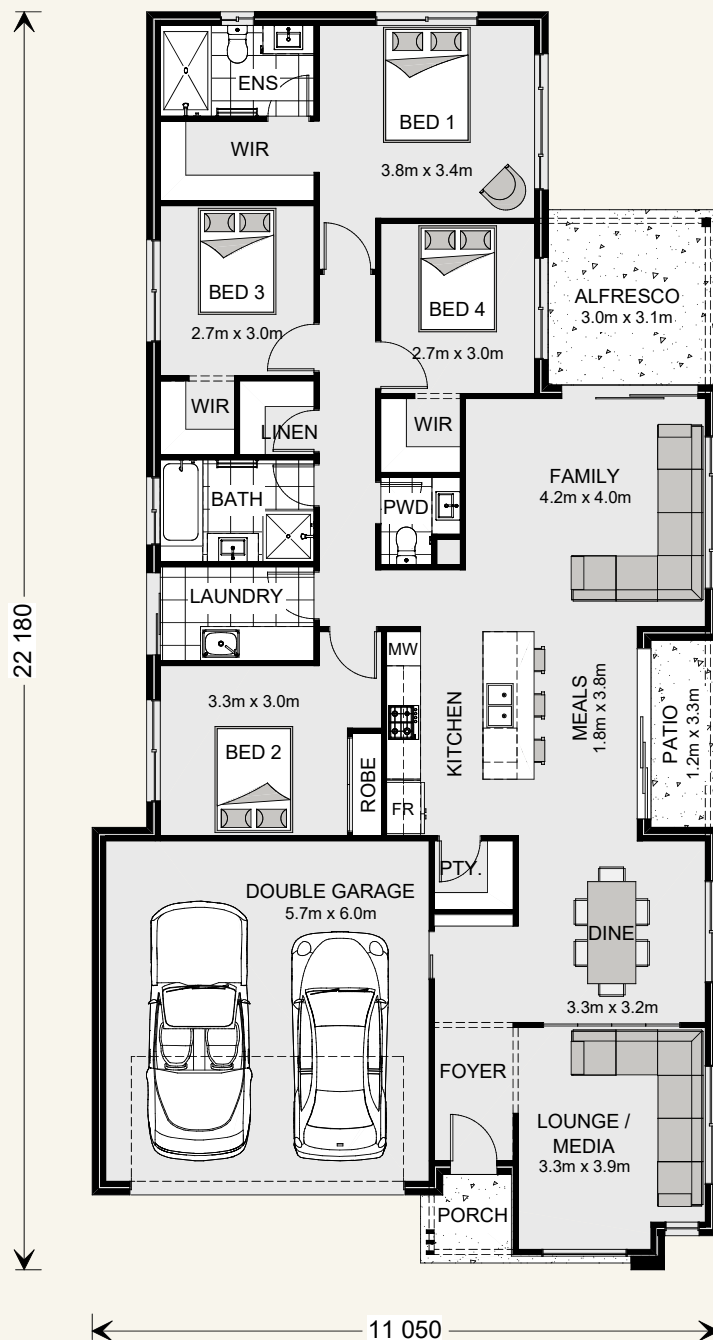 ENS
BED 1
WIR
3.8m x 3.4m
BED 3
2.7m x 3.0m
BED 4
2.7m x 3.0m
ALFRESCO
3.0m x 3.1m
WIR
LINEN
WIR
BATH
PWD
FAMILY
4.2m x 4.0m
LAUNDRY
22 180
MW
3.3m x 3.0m
BED 2
ROBE
FR
KITCHEN
MEALS
1.8m x 3.8m
PATIO
1.2m x 3.3m
PTY.
DOUBLE GARAGE
5.7m x 6.0m
DINE
3.3m x 3.2m
FOYER
LOUNGE /
MEDIA
3.3m x 3.9m
PORCH
11 050